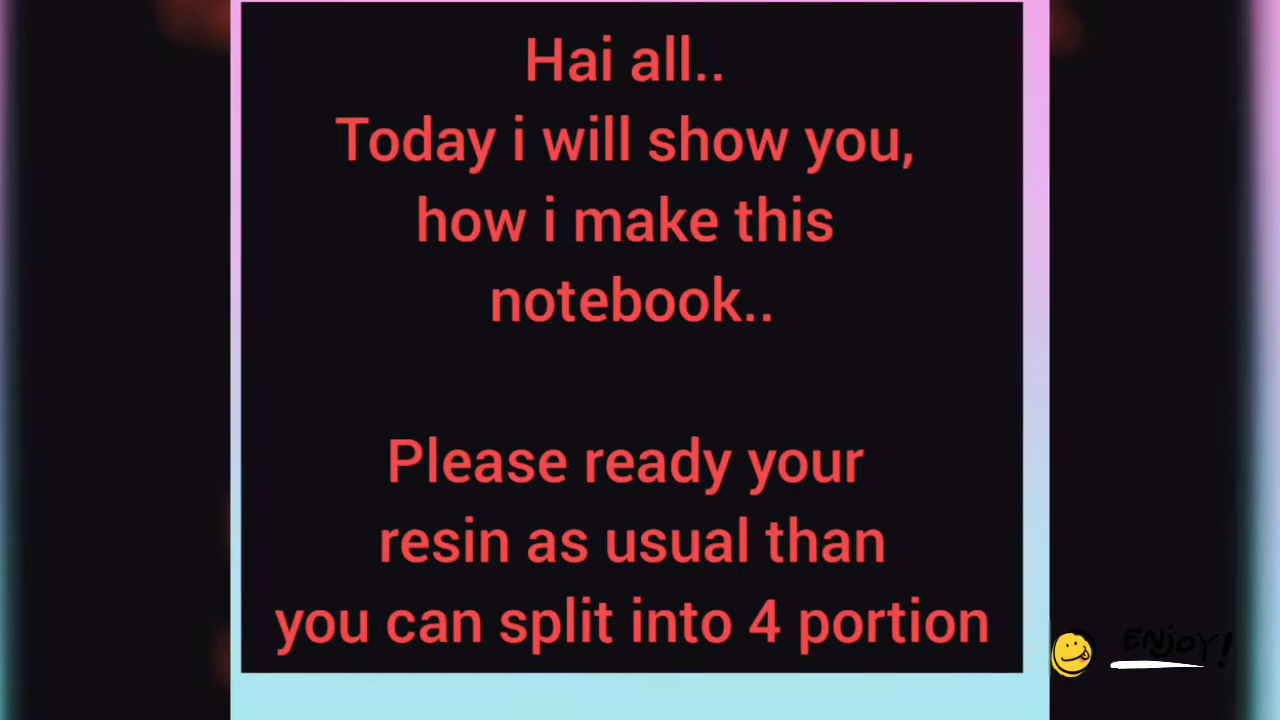 Hai all..
Today i will show you,
how i make this
notebook..
Please ready your
resin as usual than
you can split into 4 portion
ENJOY!